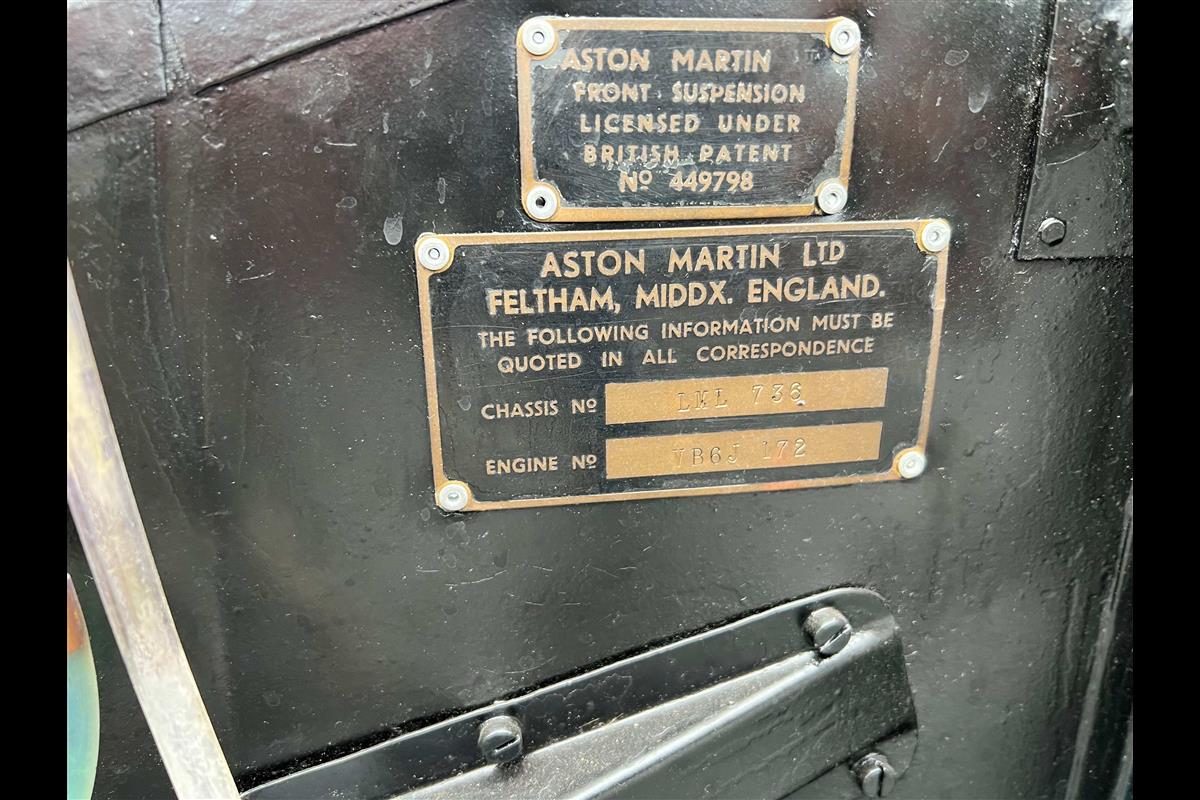 ASTON MARTIN
FRONT SUSPENSION
LICENSED UNDER
BRITISH PATENT
Nº 449798
ASTON MARTIN LTD
FELTHAM, MIDDX. ENGLAND.
THE FOLLOWING INFORMATION MUST BE
QUOTED IN ALL CORRESPONDENCE
CHASSIS Nº LML 736
ENGINE Nº VB6J 172